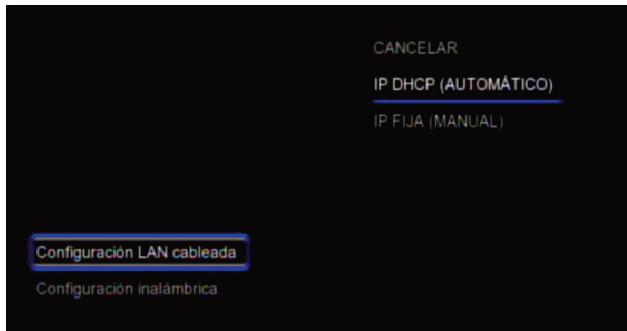 CANCELAR
IP DHCP (AUTOMÁTICO)
IP FIJA (MANUAL)
Configuración LAN cableada
Configuración inalámbrica